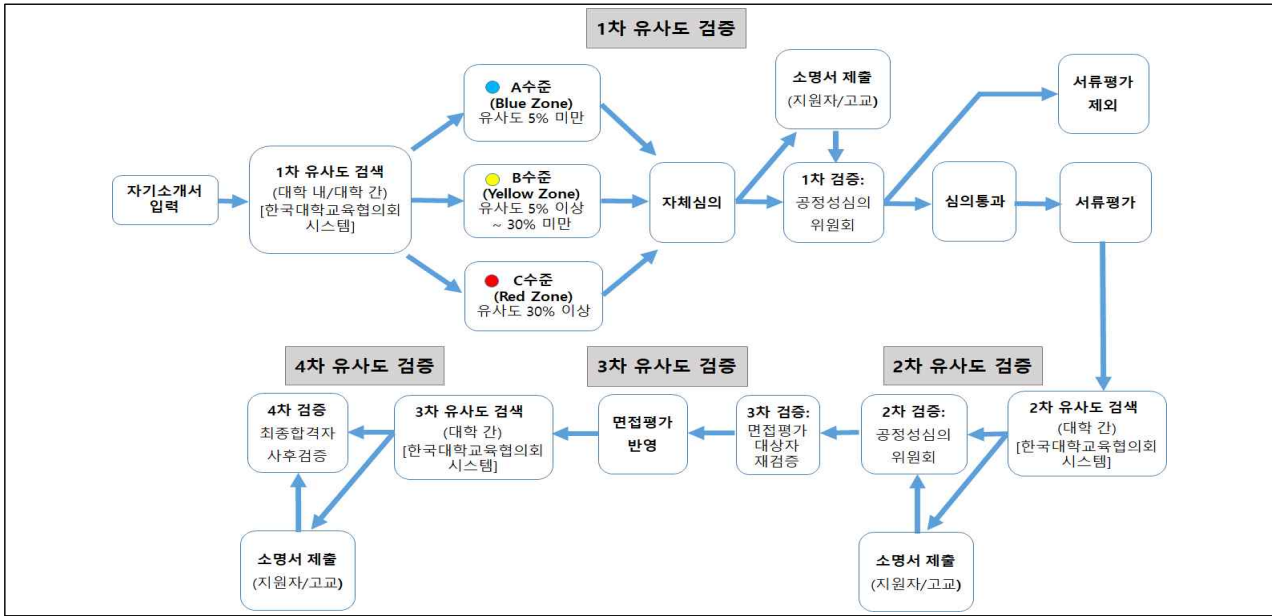 1차 유사도 검증
자기소개서
입력
1차 유사도 검색
(대학 내/대학 간)
[한국대학교육협의회
시스템]
A수준
(Blue Zone)
유사도 5% 미만
B수준
(Yellow Zone)
유사도 5% 이상
~ 30% 미만
C수준
(Red Zone)
유사도 30% 이상
자체심의
소명서 제출
(지원자/고교)
1차 검증:
공정성심의
위원회
서류평가
제외
심의통과
서류평가
2차 유사도 검증
2차 유사도 검색
(대학 간)
[한국대학교육협의회
시스템]
소명서 제출
(지원자/고교)
2차 검증:
공정성심의
위원회
3차 유사도 검증
3차 검증:
면접평가
대상자
재검증
면접평가
반영
4차 유사도 검증
3차 유사도 검색
(대학 간)
[한국대학교육협의회
시스템]
소명서 제출
(지원자/고교)
4차 검증
최종합격자
사후검증